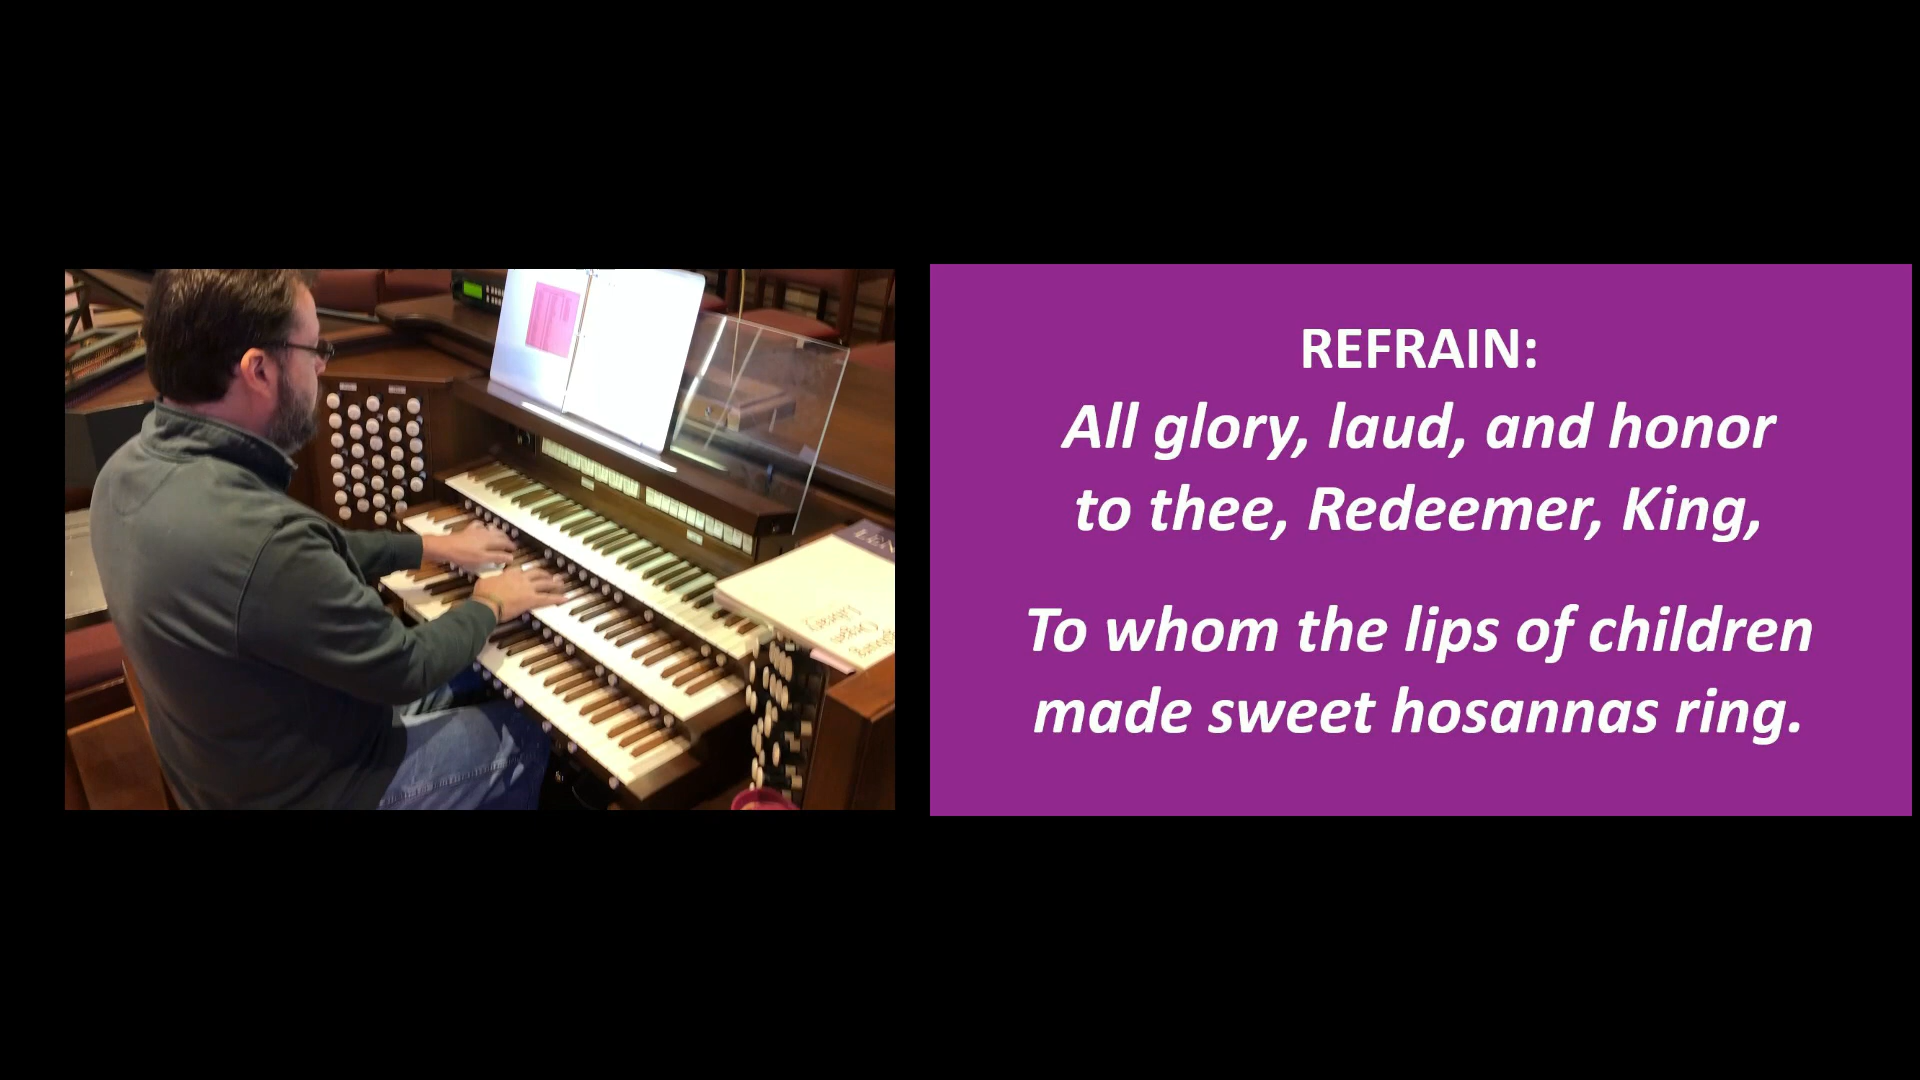 REFRAIN:
All glory, laud, and honor
to thee, Redeemer, King,
To whom the lips of children
made sweet hosannas ring.